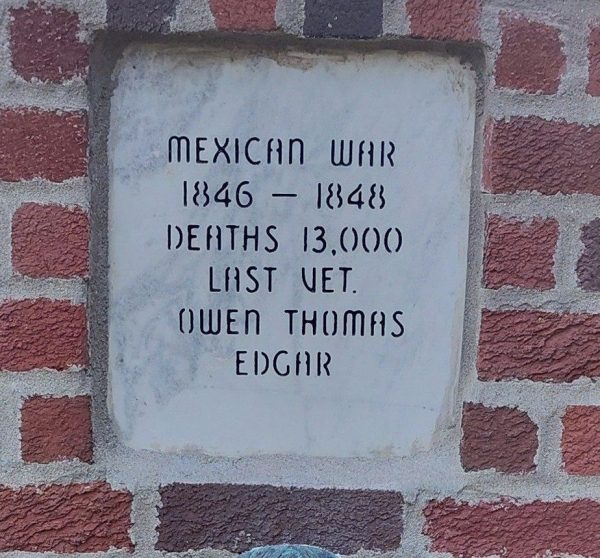 MEXICAN WAR
1846 — 1848
DEATHS 13,000
LAST VET.
OWEN THOMAS
EDGAR